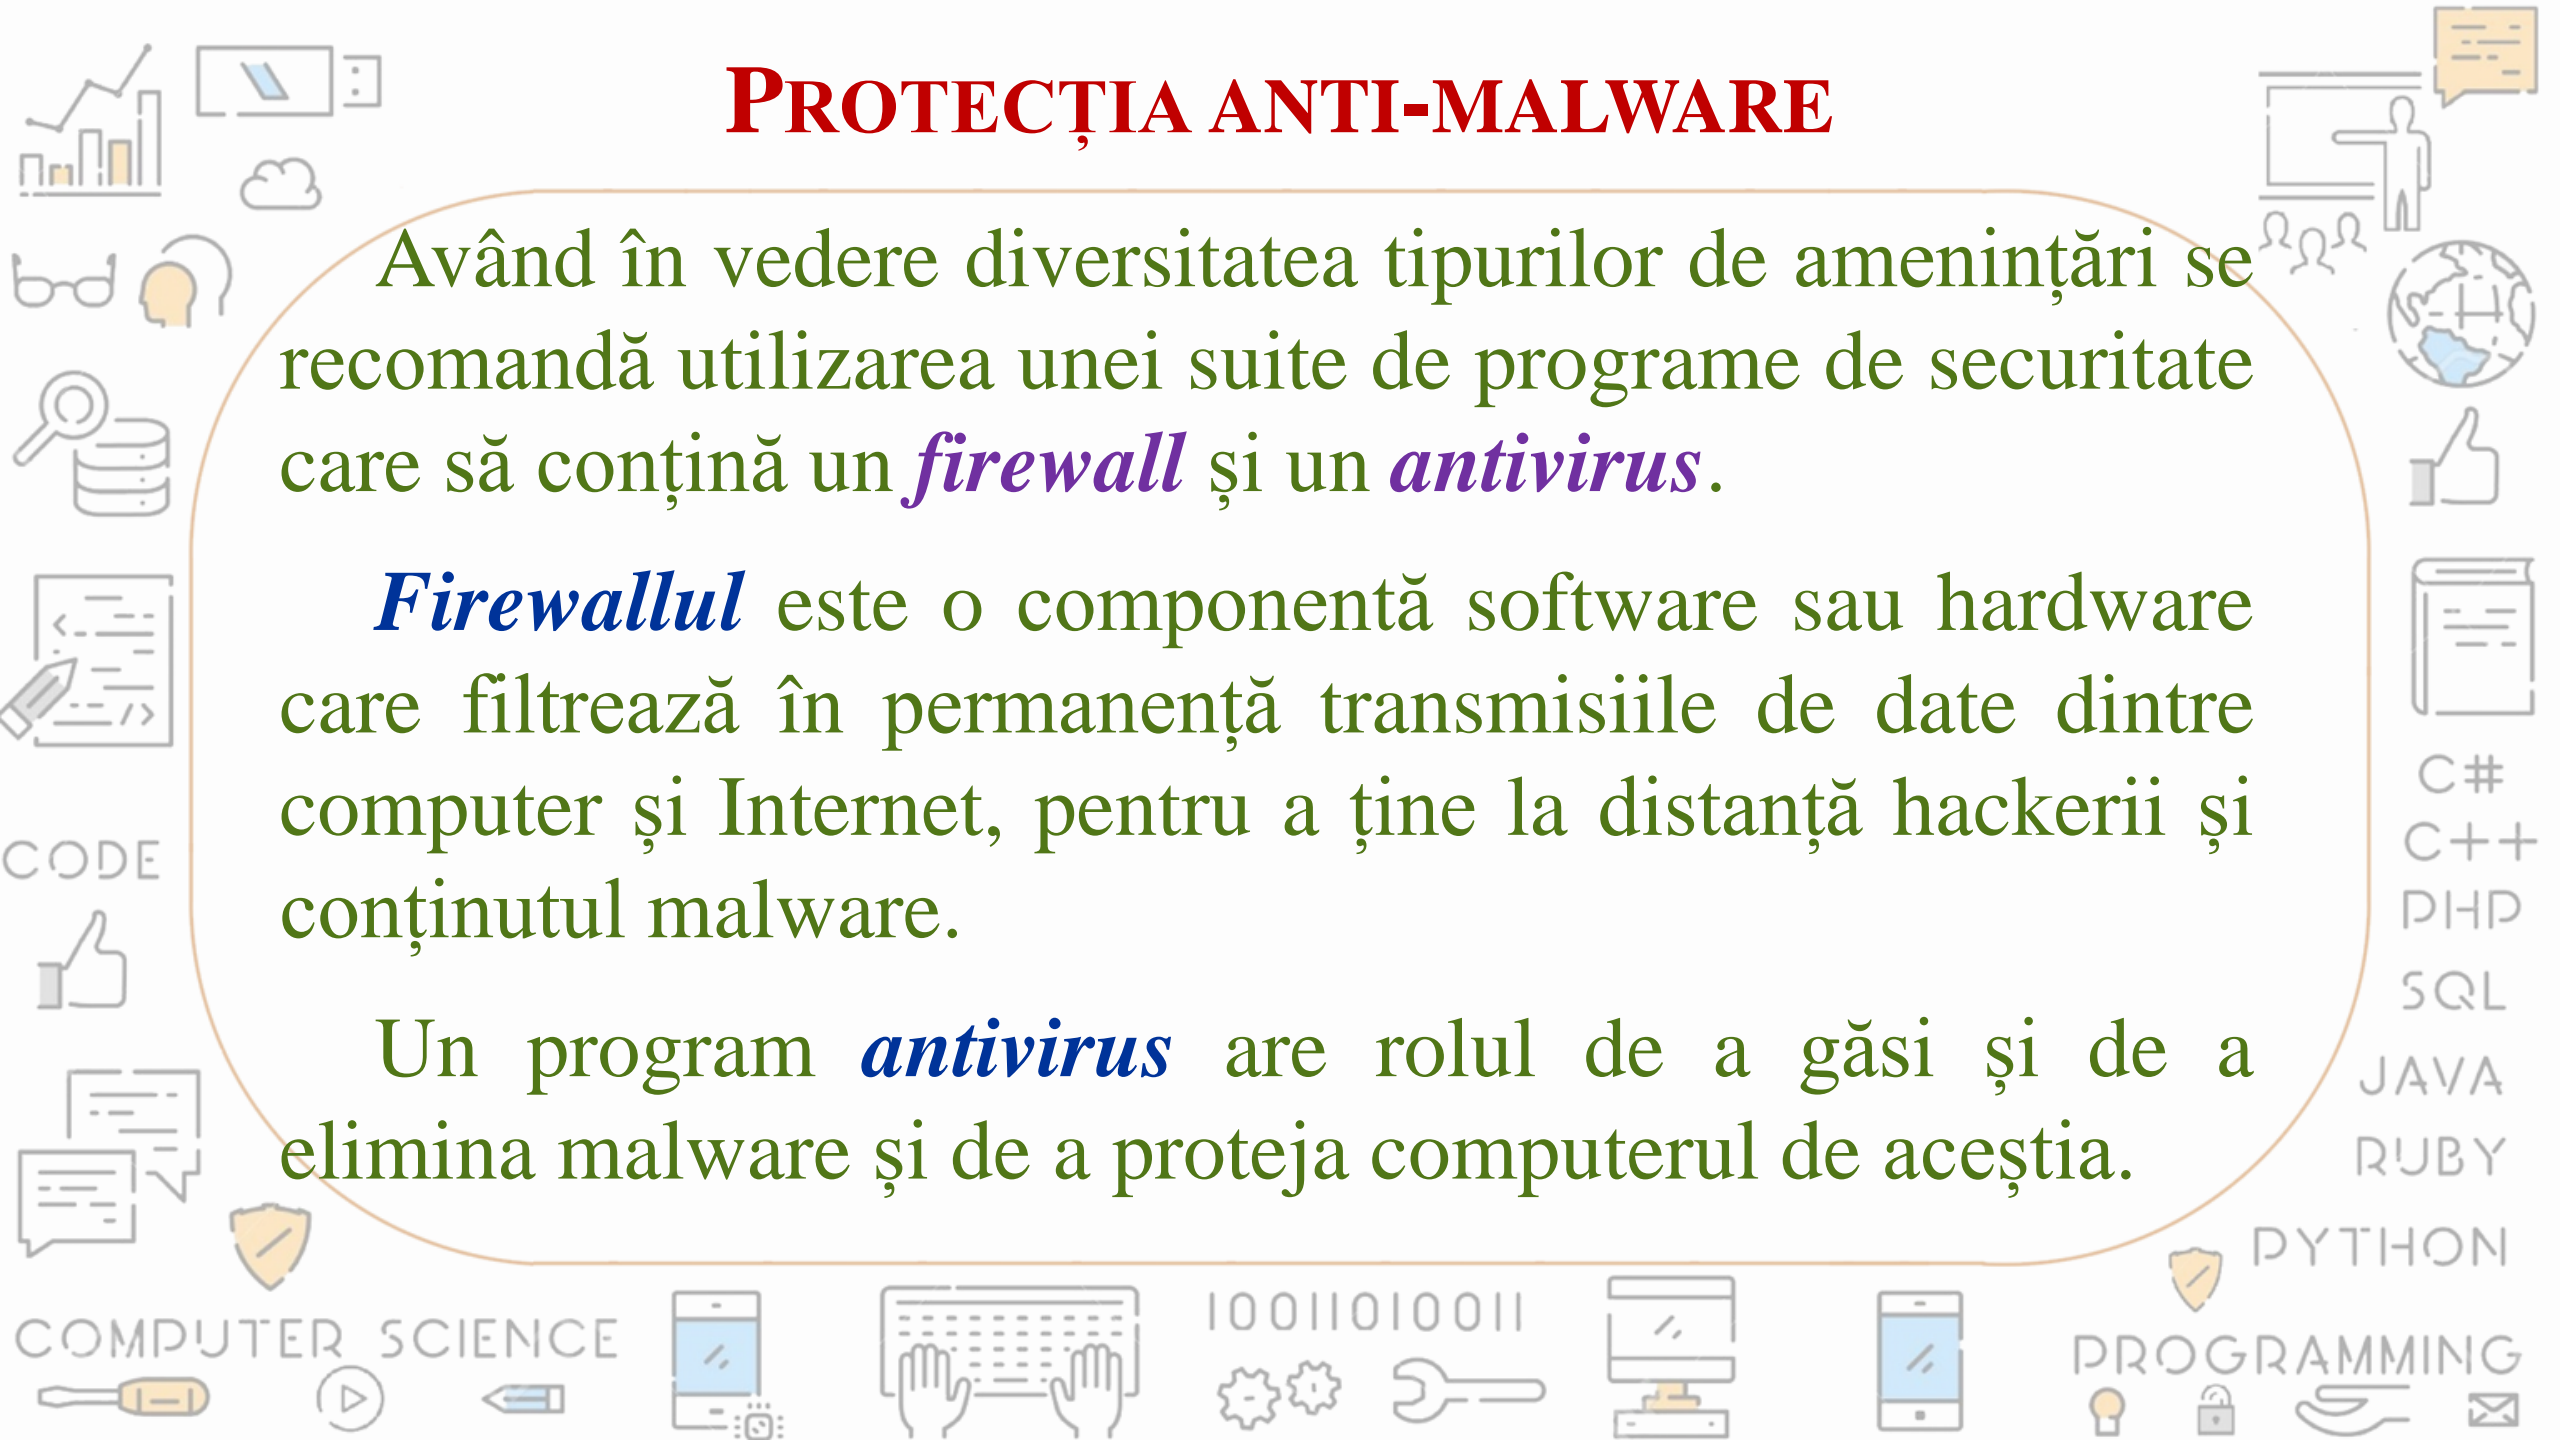 PROTECȚIA ANTI-MALWARE
Având în vedere diversitatea tipurilor de amenințări se
recomandă utilizarea unei suite de programe de securitate
care să conțină un firewall și un antivirus.
Firewallul este o componentă software sau hardware
care filtrează în permanență transmisiile de date dintre
computer și Internet, pentru a ține la distanță hackerii și
conținutul malware.
Un program antivirus are rolul de a găsi și de a
elimina malware și de a proteja computerul de aceștia.
CODE
C#
C++
PHP
SQL
JAVA
RUBY
PYTHON
COMPUTER SCIENCE
10011010011
PROGRAMMING